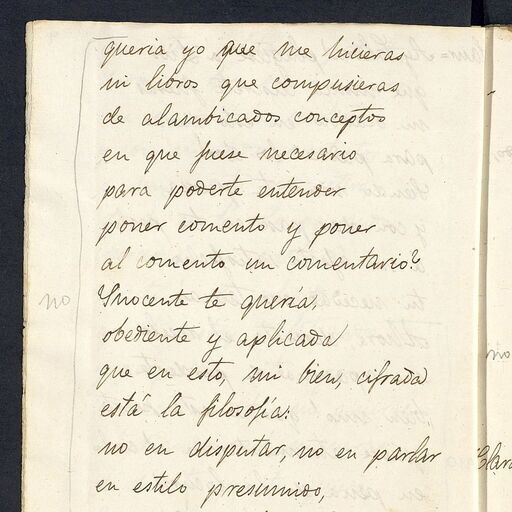 queria yo que me hicieras
ni libros que compusieras
de alambicados conceptos
en que fuese necesario
para poderte entender
poner comento y poner
al comento un comentario?
no
Ynocente te quería,
obediente y aplicada
que en esto, mi bien, cifrada
está la filosofía:
no en disputar, no en parlar
en estilo presumido,